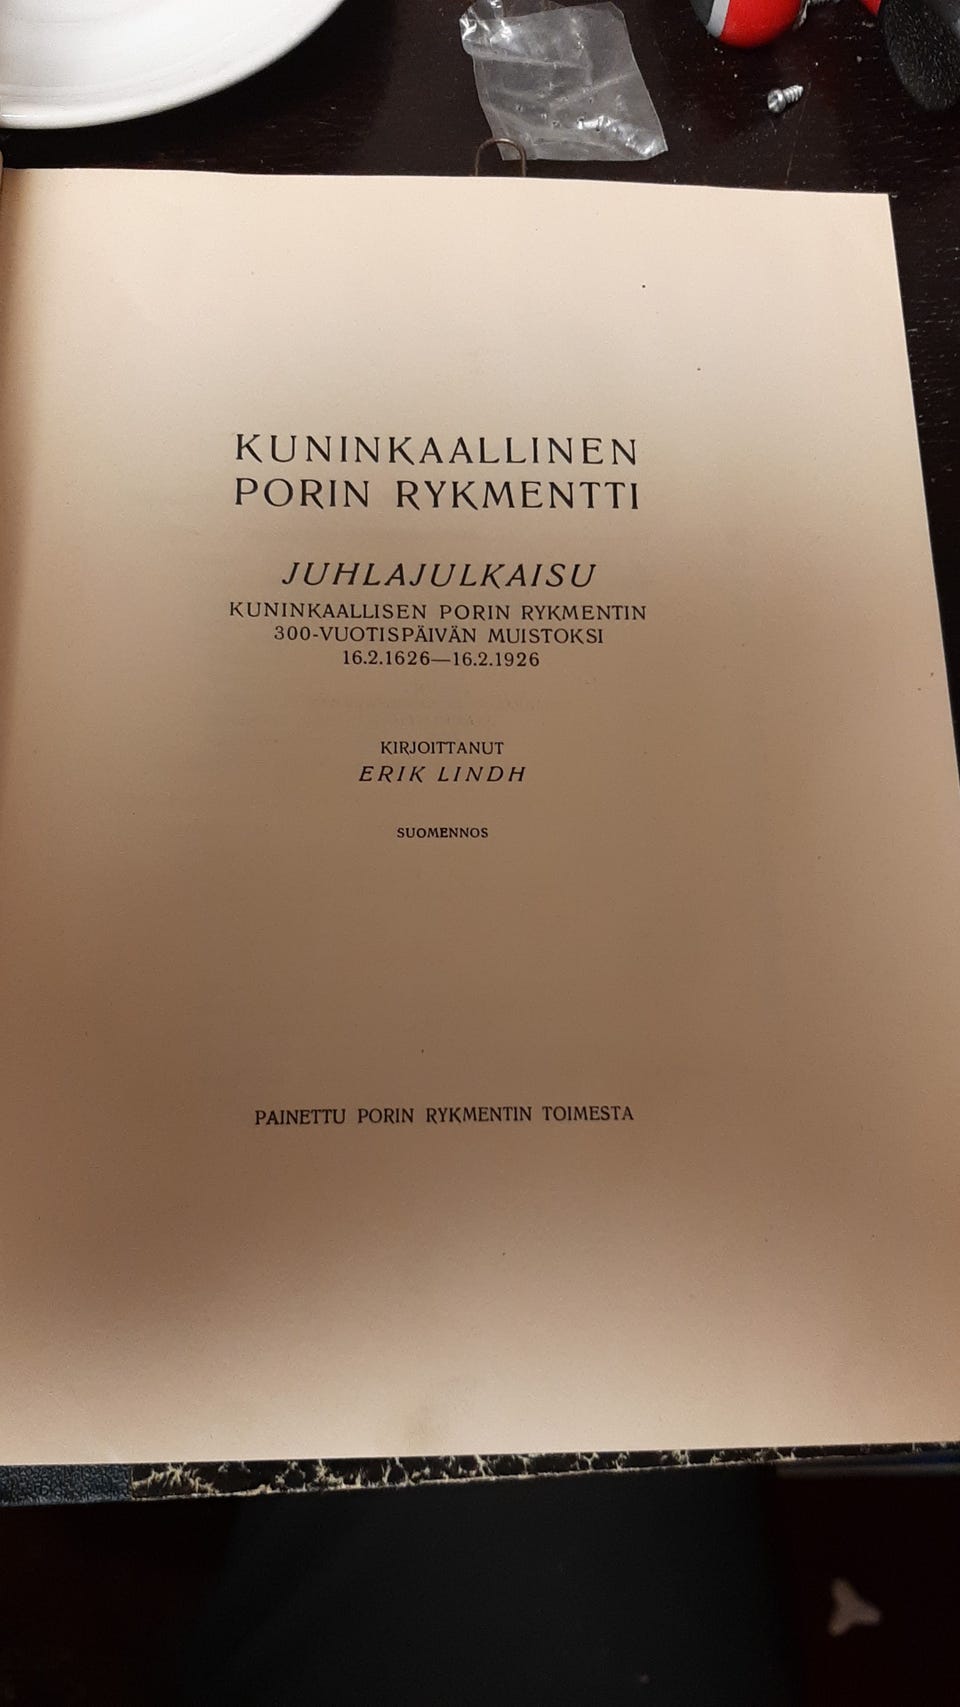 KUNINKAALLINEN
PORIN RYKMENTTI
JUHLAJULKAISU
KUNINKAALLISEN PORIN RYKMENTIN
300-VUOTISPÄIVÄN MUISTOKSI
16.2.1626—16.2.1926
KIRJOITTANUT
ERIK LINDH
SUOMENNOS
PAINETTU PORIN RYKMENTIN TOIMESTA